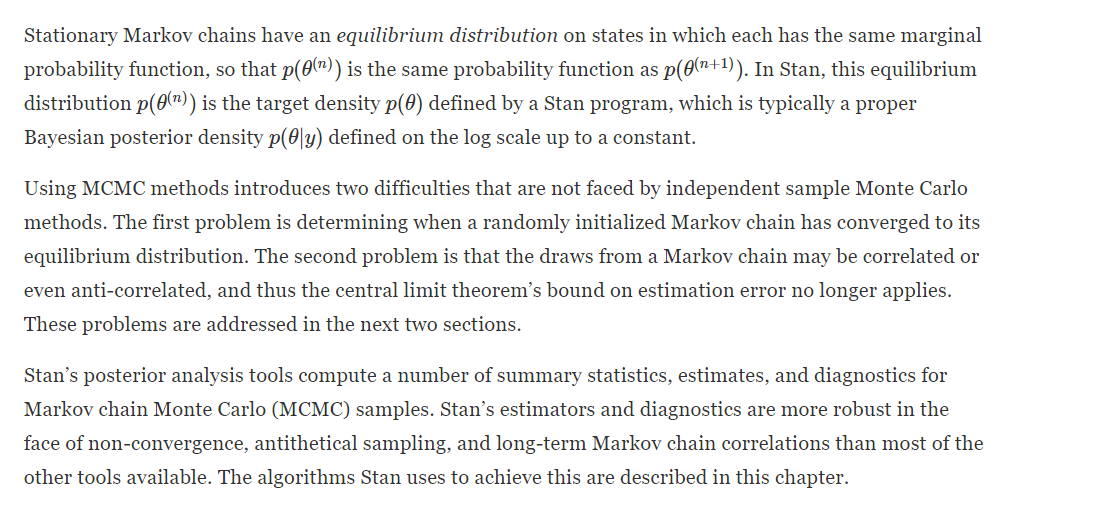 Stationary Markov chains have an equilibrium distribution on states in which each has the same marginal
probability function, so that p(θ⁽ⁿ⁾) is the same probability function as p(θ⁽ⁿ⁺¹⁾). In Stan, this equilibrium
distribution p(θ⁽ⁿ⁾) is the target density p(θ) defined by a Stan program, which is typically a proper
Bayesian posterior density p(θ|y) defined on the log scale up to a constant.
Using MCMC methods introduces two difficulties that are not faced by independent sample Monte Carlo
methods. The first problem is determining when a randomly initialized Markov chain has converged to its
equilibrium distribution. The second problem is that the draws from a Markov chain may be correlated or
even anti-correlated, and thus the central limit theorem’s bound on estimation error no longer applies.
These problems are addressed in the next two sections.
Stan’s posterior analysis tools compute a number of summary statistics, estimates, and diagnostics for
Markov chain Monte Carlo (MCMC) samples. Stan’s estimators and diagnostics are more robust in the
face of non-convergence, antithetical sampling, and long-term Markov chain correlations than most of the
other tools available. The algorithms Stan uses to achieve this are described in this chapter.